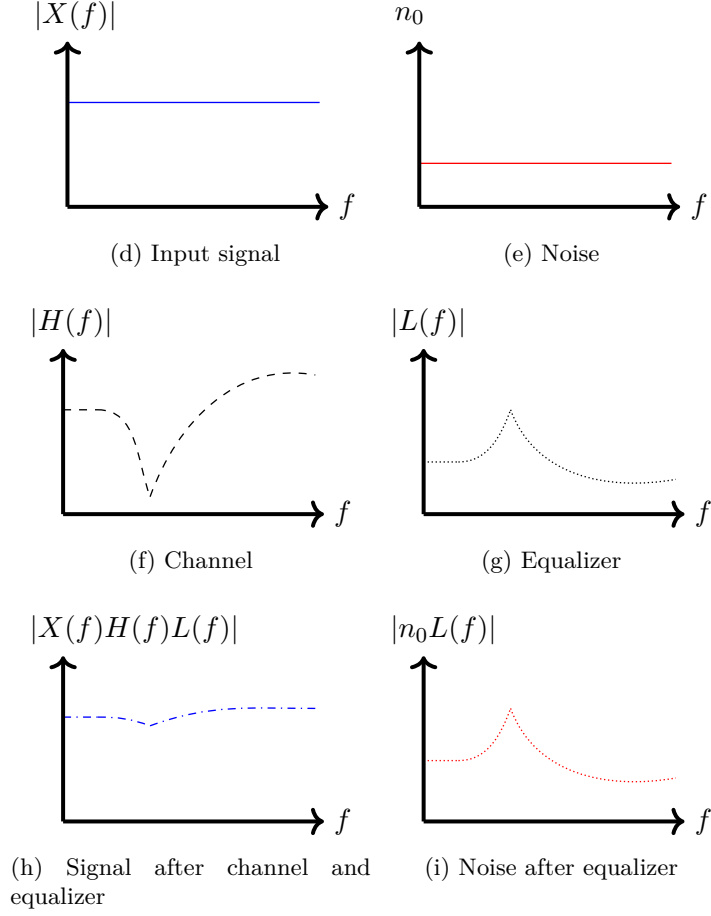 |X(f)|
n₀
f
f
(d) Input signal
(e) Noise
|H(f)|
|L(f)|
f
f
(f) Channel
(g) Equalizer
|X(f)H(f)L(f)|
|n₀L(f)|
f
f
(h) Signal after channel and
equalizer
(i) Noise after equalizer